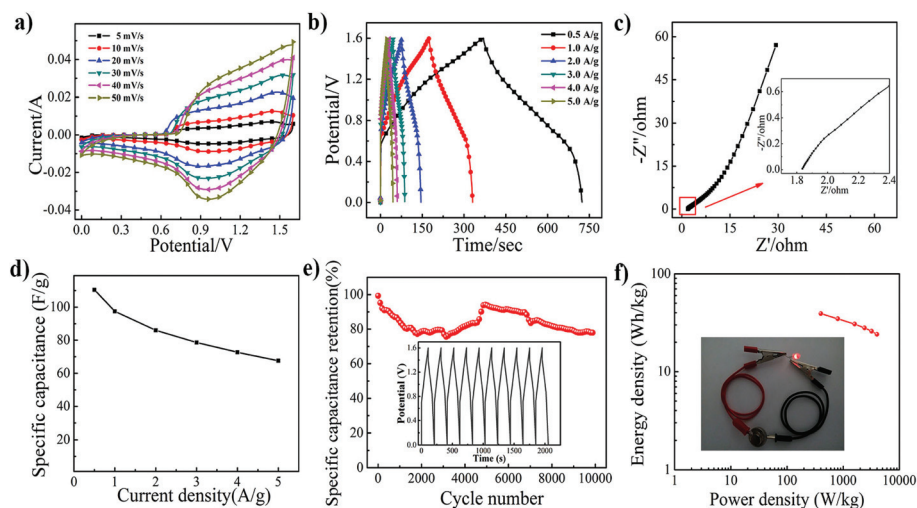 a)
5 mV/s
10 mV/s
20 mV/s
30 mV/s
40 mV/s
50 mV/s
0.04
0.02
0.00
-0.02
-0.04
Current/A
0.0 0.3 0.6 0.9 1.2 1.5
Potential/V
b)
0.5 A/g
1.0 A/g
2.0 A/g
3.0 A/g
4.0 A/g
5.0 A/g
1.6
1.2
0.8
0.4
0.0
Potential/V
0 150 300 450 600 750
Time/sec
c)
60
45
30
15
0
-Z''/ohm
0 15 30 45 60
Z'/ohm
0.6
0.4
0.2
0.0
-Z''/ohm
1.8 2.0 2.2 2.4
Z'/ohm
d)
120
100
80
60
40
20
Specific capacitance (F/g)
0 1 2 3 4 5
Current density(A/g)
e)
120
100
80
60
40
20
0
Specific capacitance retention(%)
0 2000 4000 6000 8000 10000
Cycle number
1.6
1.2
0.8
0.4
0.0
Potential (V)
0 500 1000 1500 2000
Time (s)
f)
100
10
1
Energy density (Wh/kg)
1 10 100 1000 10000
Power density (W/kg)